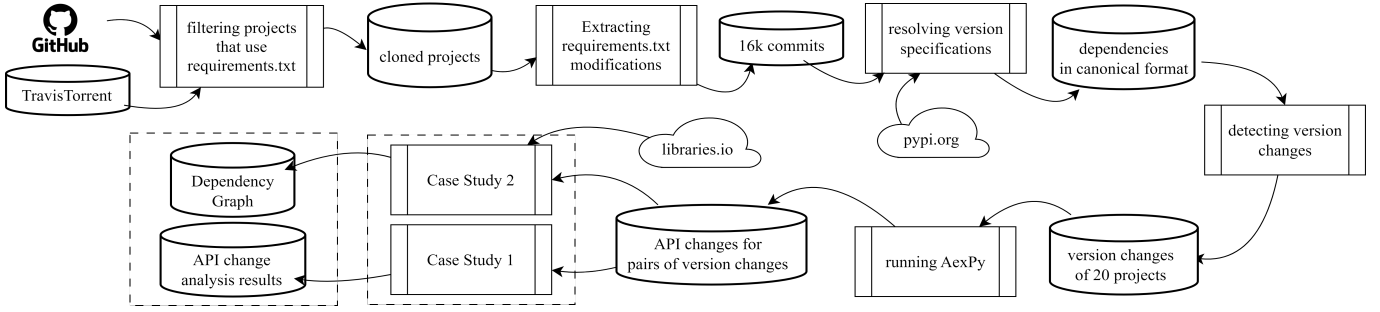 GitHub
TravisTorrent
filtering projects
that use
requirements.txt
cloned projects
Extracting
requirements.txt
modifications
16k commits
resolving version
specifications
pypi.org
dependencies
in canonical format
detecting version
changes
version changes
of 20 projects
running AexPy
API changes for
pairs of version changes
libraries.io
Case Study 2
Case Study 1
Dependency
Graph
API change
analysis results